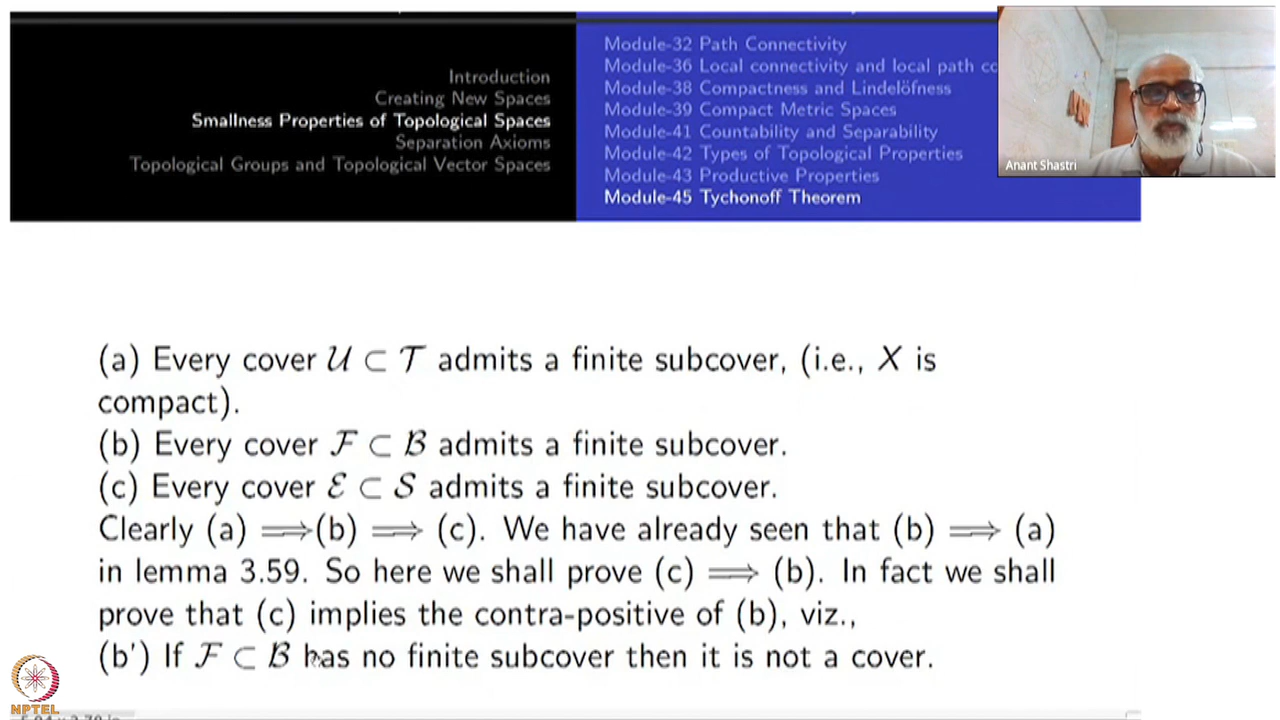 Introduction
Creating New Spaces
Smallness Properties of Topological Spaces
Separation Axioms
Topological Groups and Topological Vector Spaces
Module-32 Path Connectivity
Module-36 Local connectivity and local path co
Module-38 Compactness and Lindelöfness
Module-39 Compact Metric Spaces
Module-41 Countability and Separability
Module-42 Types of Topological Properties
Module-43 Productive Properties
Module-45 Tychonoff Theorem
Anant Shastri
(a) Every cover 𝒰 ⊂ 𝒯 admits a finite subcover, (i.e., X is
compact).
(b) Every cover ℱ ⊂ ℬ admits a finite subcover.
(c) Every cover ℰ ⊂ 𝒮 admits a finite subcover.
Clearly (a) ⟹(b) ⟹ (c). We have already seen that (b) ⟹ (a)
in lemma 3.59. So here we shall prove (c) ⟹ (b). In fact we shall
prove that (c) implies the contra-positive of (b), viz.,
(b') If ℱ ⊂ ℬ has no finite subcover then it is not a cover.
NPTEL